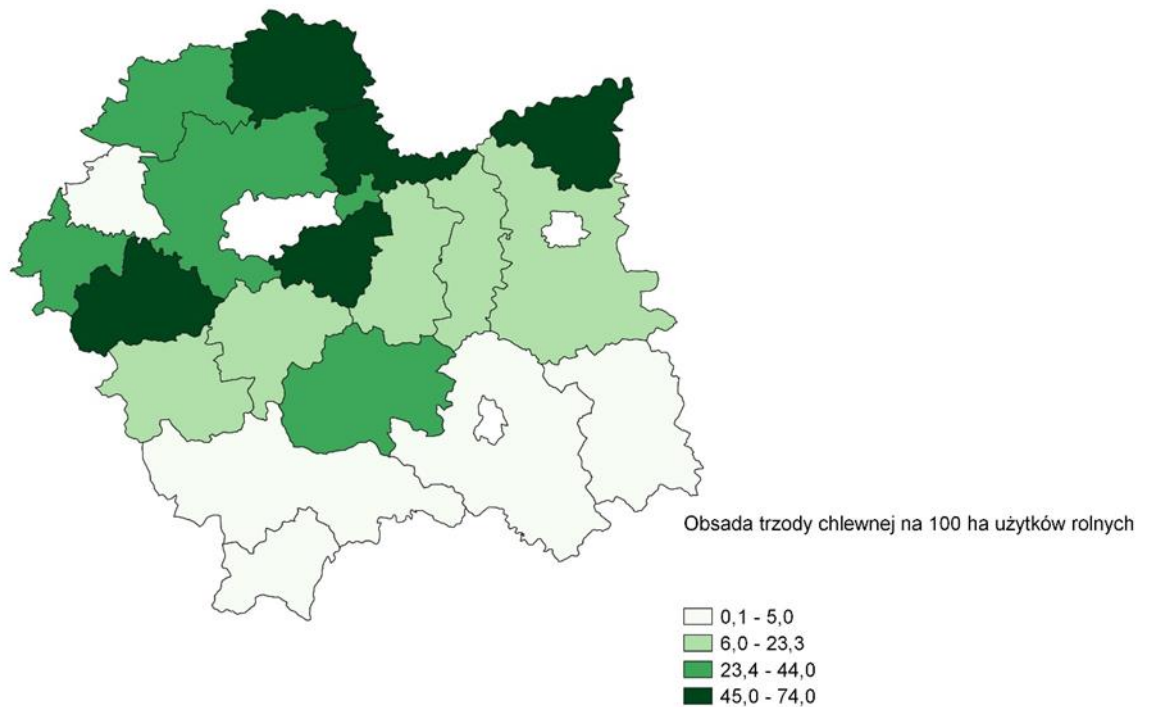 Obsada trzody chlewnej na 100 ha użytków rolnych
0,1 - 5,0
6,0 - 23,3
23,4 - 44,0
45,0 - 74,0